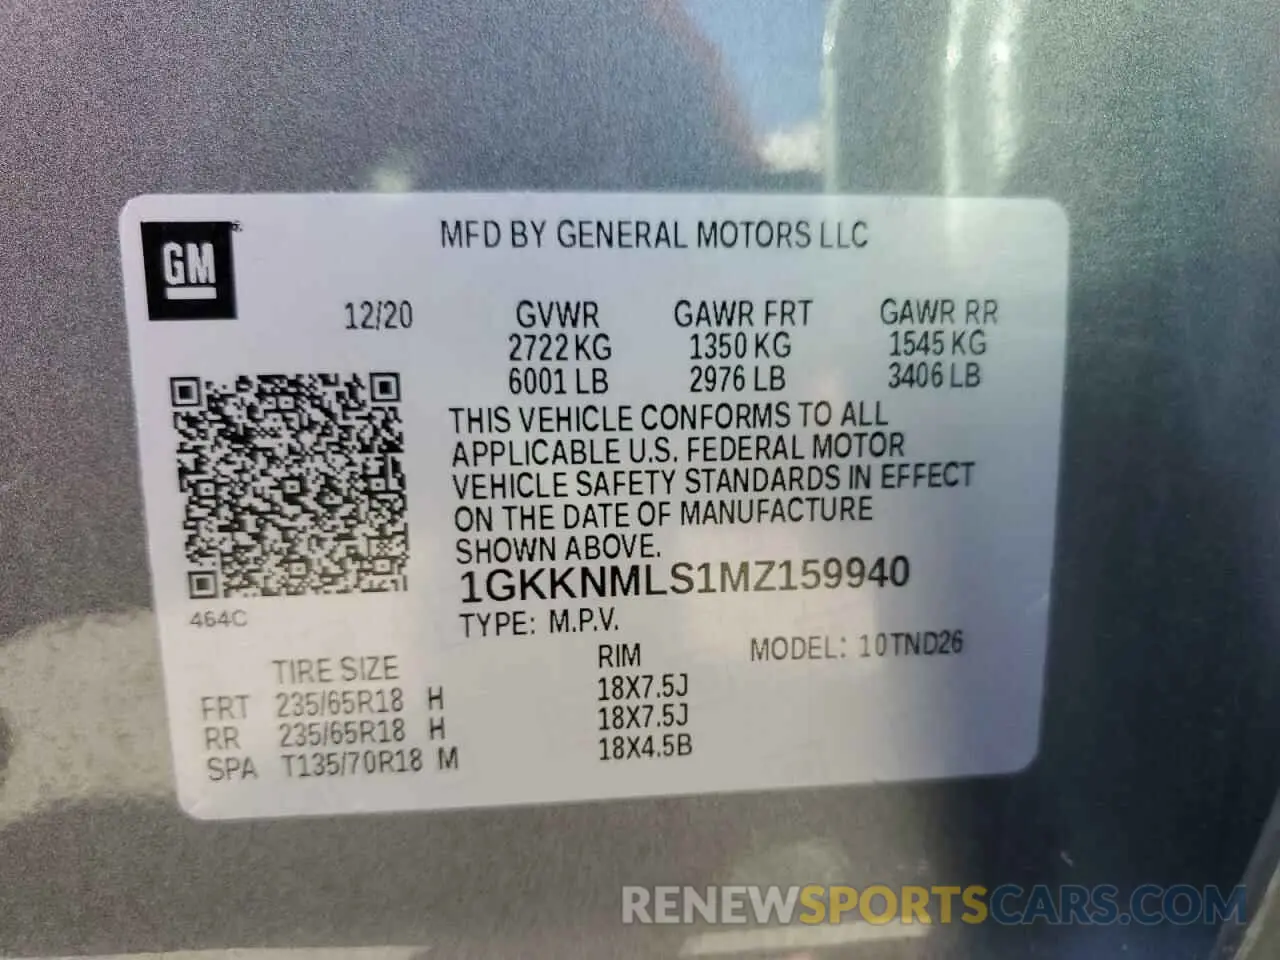 GM
MFD BY GENERAL MOTORS LLC
12/20 GVWR GAWR FRT GAWR RR
2722 KG 1350 KG 1545 KG
6001 LB 2976 LB 3406 LB
THIS VEHICLE CONFORMS TO ALL
APPLICABLE U.S. FEDERAL MOTOR
VEHICLE SAFETY STANDARDS IN EFFECT
ON THE DATE OF MANUFACTURE
SHOWN ABOVE.
1GKKNMLS1MZ159940
464C
TYPE: M.P.V.
TIRE SIZE RIM MODEL: 10TND26
FRT 235/65R18 H 18X7.5J
RR 235/65R18 H 18X7.5J
SPA T135/70R18 M 18X4.5B
RENEWSPORTSCARS.COM